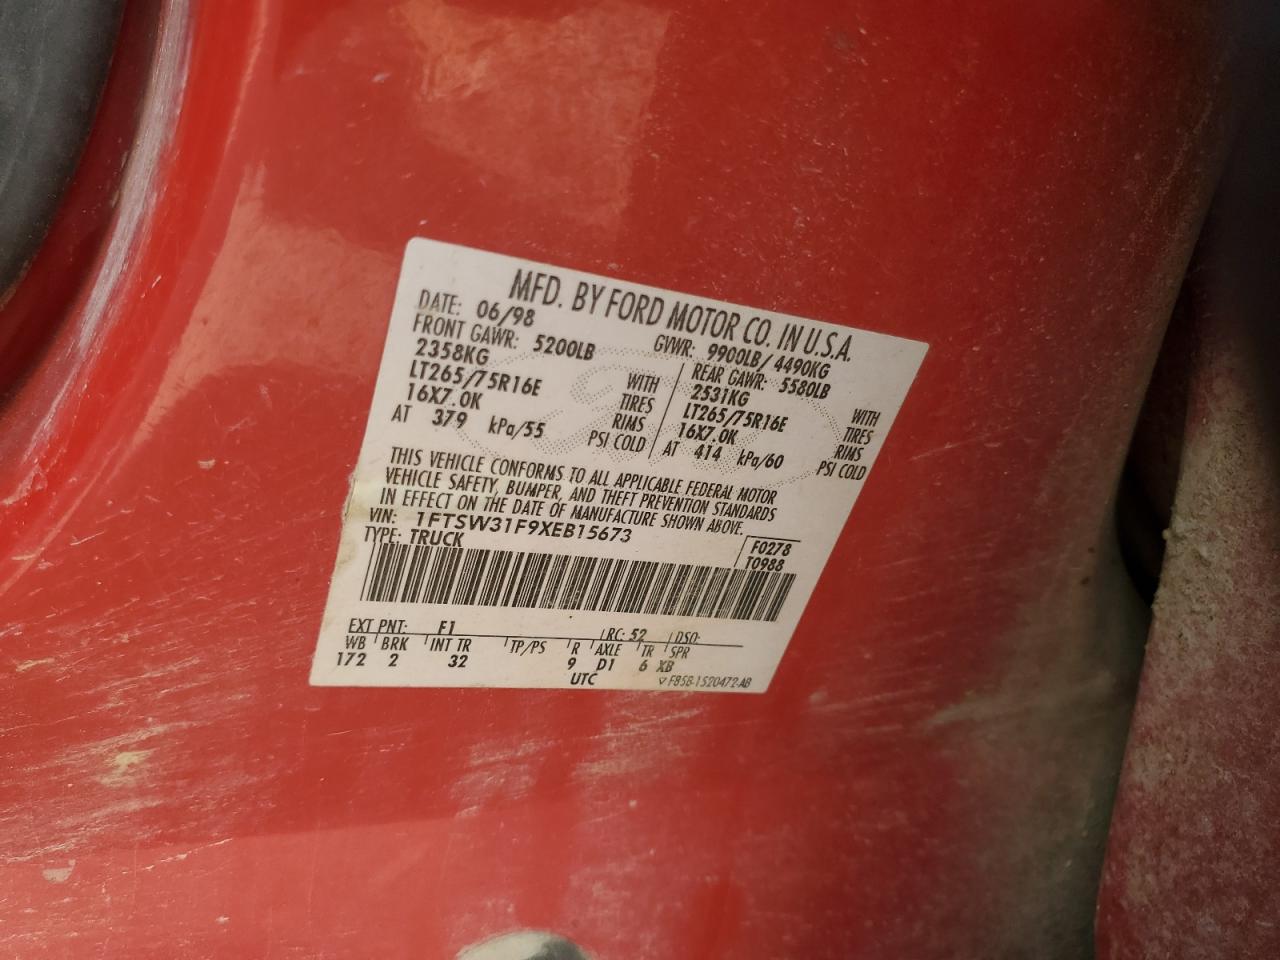 MFD. BY FORD MOTOR CO. IN U.S.A.
DATE: 06/98 GVWR: 9900LB/4490KG
FRONT GAWR: 5200LB REAR GAWR: 5580LB
2358KG WITH 2531KG WITH
LT265/75R16E TIRES LT265/75R16E TIRES
16X7.0K RIMS 16X7.0K RIMS
AT 379 kPa/55 PSI COLD AT 414 kPa/60 PSI COLD
THIS VEHICLE CONFORMS TO ALL APPLICABLE FEDERAL MOTOR
VEHICLE SAFETY, BUMPER, AND THEFT PREVENTION STANDARDS
IN EFFECT ON THE DATE OF MANUFACTURE SHOWN ABOVE.
VIN: 1FTSW31F9XEB15673
TYPE: TRUCK F0278
T0988
EXT PNT: F1 RC: 52 DSO:
WB BRK INT TR TP/PS R AXLE TR SPR
172 2 32 9 D1 6 XB
UTC F85B-1520472-AB